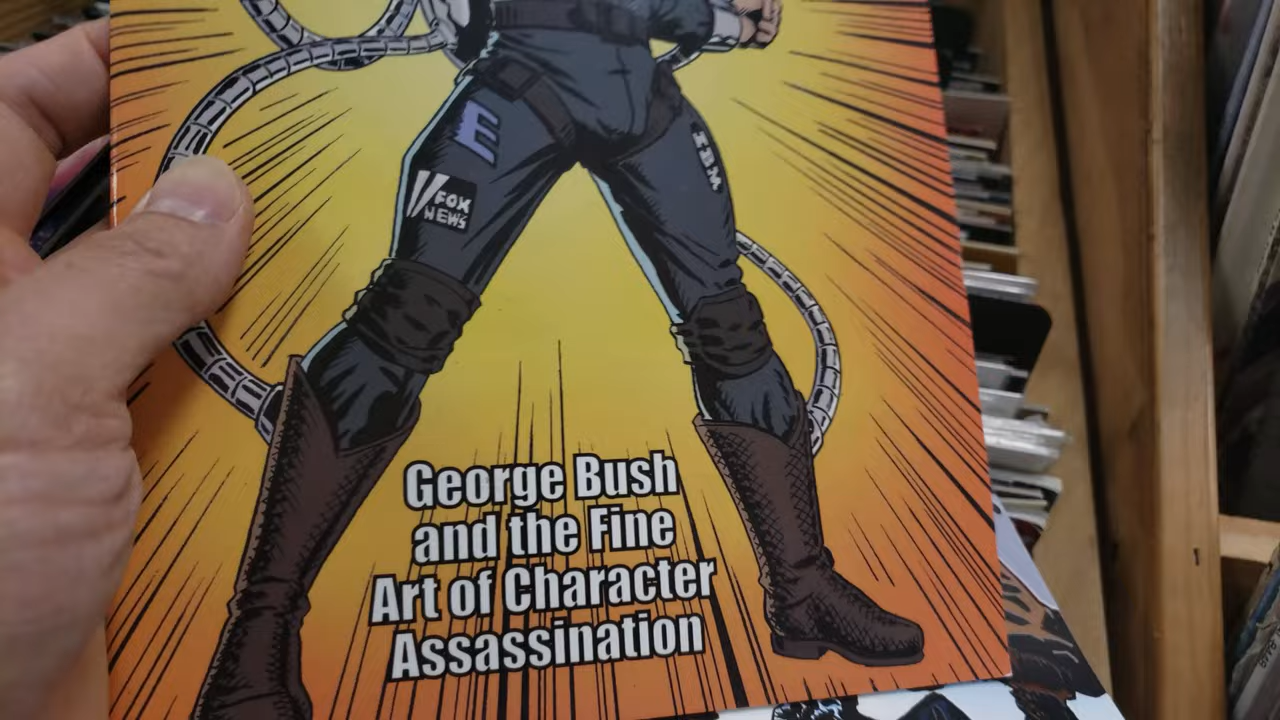 E
IBM
FOX
NEWS
George Bush
and the Fine
Art of Character
Assassination